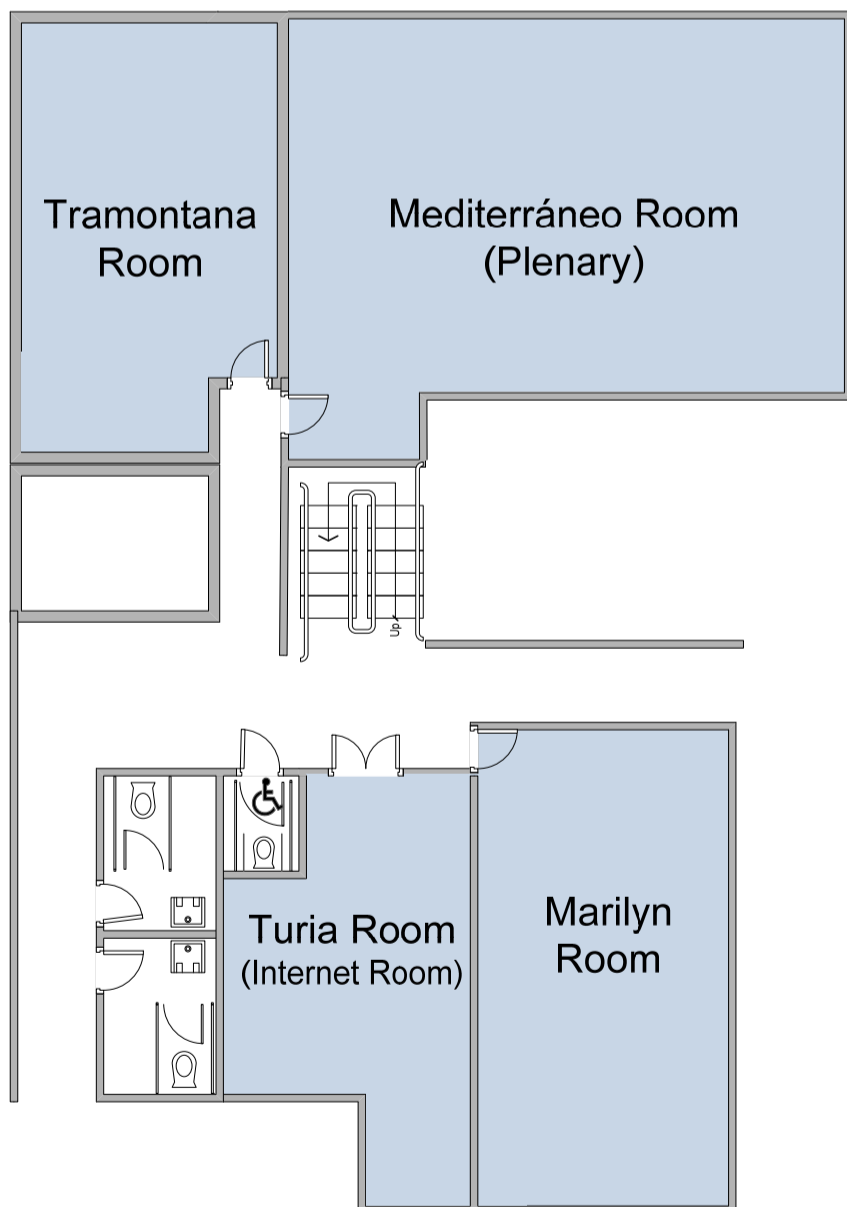 Tramontana
Room
Mediterráneo Room
(Plenary)
Up
Turia Room
(Internet Room)
Marilyn
Room